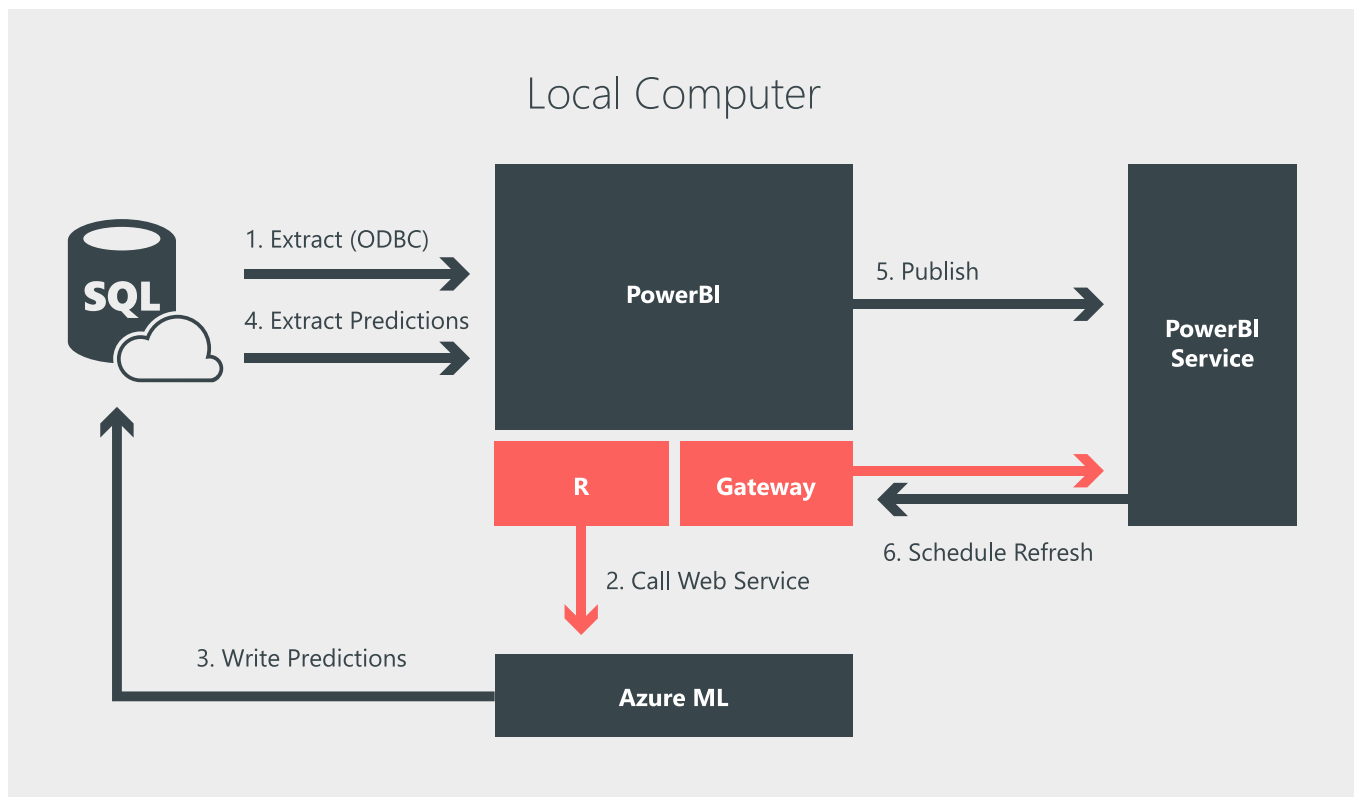 Local Computer
SQL
1. Extract (ODBC)
4. Extract Predictions
PowerBI
5. Publish
PowerBI
Service
R
Gateway
6. Schedule Refresh
2. Call Web Service
3. Write Predictions
Azure ML